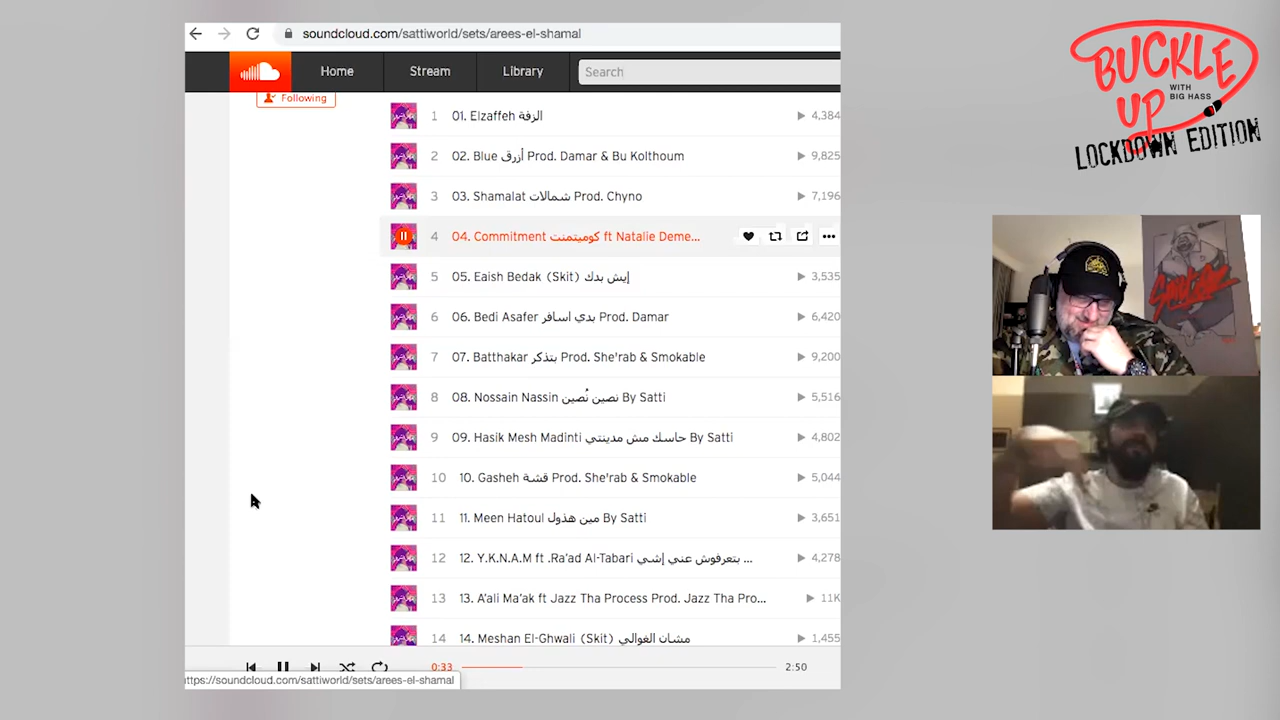 soundcloud.com/sattiworld/sets/arees-el-shamal
Home Stream Library Search
Following
1 01. Elzaffeh الزفة 4,384
2 02. Blue أزرق Prod. Damar & Bu Kolthoum 9,825
3 03. Shamalat شمالات Prod. Chyno 7,196
4 04. Commitment كوميتمنت ft Natalie Deme...
5 05. Eaish Bedak (Skit) إيش بدك 3,535
6 06. Bedi Asafer بدي اسافر Prod. Damar 6,420
7 07. Batthakar بتذكر Prod. She'rab & Smokable 9,200
8 08. Nossain Nassin نصين نُصين By Satti 5,516
9 09. Hasik Mesh Madinti حاسك مش مدينتي By Satti 4,802
10 10. Gasheh قشة Prod. She'rab & Smokable 5,044
11 11. Meen Hatoul مين هذول By Satti 3,651
12 12. Y.K.N.A.M ft .Ra'ad Al-Tabari بتعرفوش عني إشي ... 4,278
13 13. A'ali Ma'ak ft Jazz Tha Process Prod. Jazz Tha Pro... 11K
14 14. Meshan El-Ghwali (Skit) مشان الغوالي 1,455
0:33 2:50
https://soundcloud.com/sattiworld/sets/arees-el-shamal
BUCKLE
UP WITH
BIG HASS
LOCKDOWN EDITION